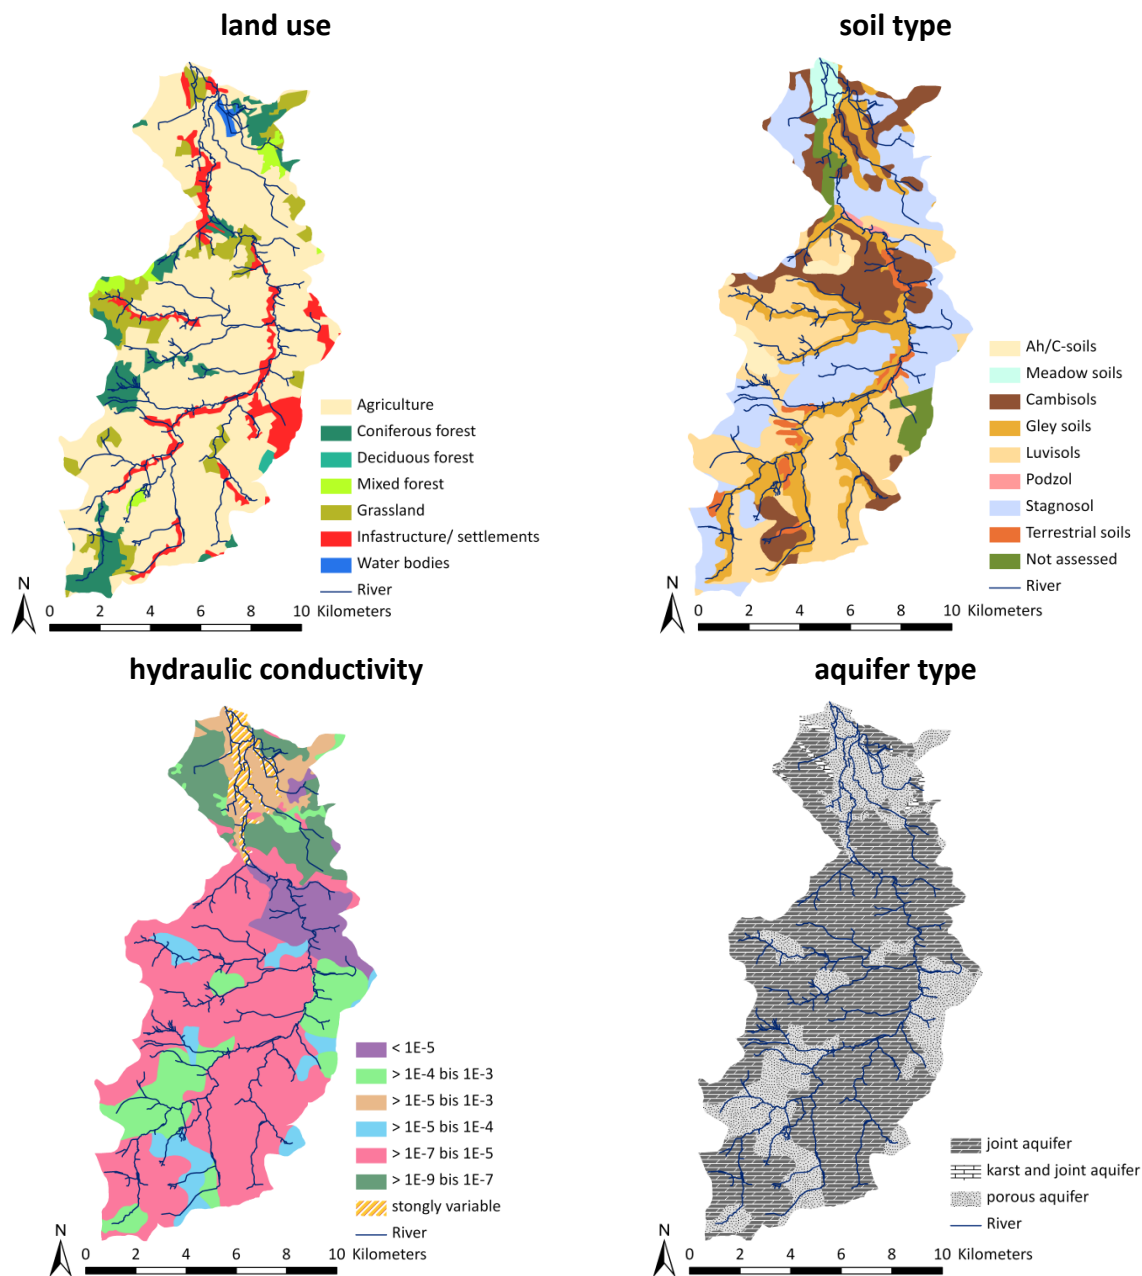 land use
Agriculture
Coniferous forest
Deciduous forest
Mixed forest
Grassland
Infastructure/ settlements
Water bodies
River
N
0 2 4 6 8 10 Kilometers
soil type
Ah/C-soils
Meadow soils
Cambisols
Gley soils
Luvisols
Podzol
Stagnosol
Terrestrial soils
Not assessed
River
N
0 2 4 6 8 10 Kilometers
hydraulic conductivity
< 1E-5
> 1E-4 bis 1E-3
> 1E-5 bis 1E-3
> 1E-5 bis 1E-4
> 1E-7 bis 1E-5
> 1E-9 bis 1E-7
stongly variable
River
N
0 2 4 6 8 10 Kilometers
aquifer type
joint aquifer
karst and joint aquifer
porous aquifer
River
N
0 2 4 6 8 10 Kilometers